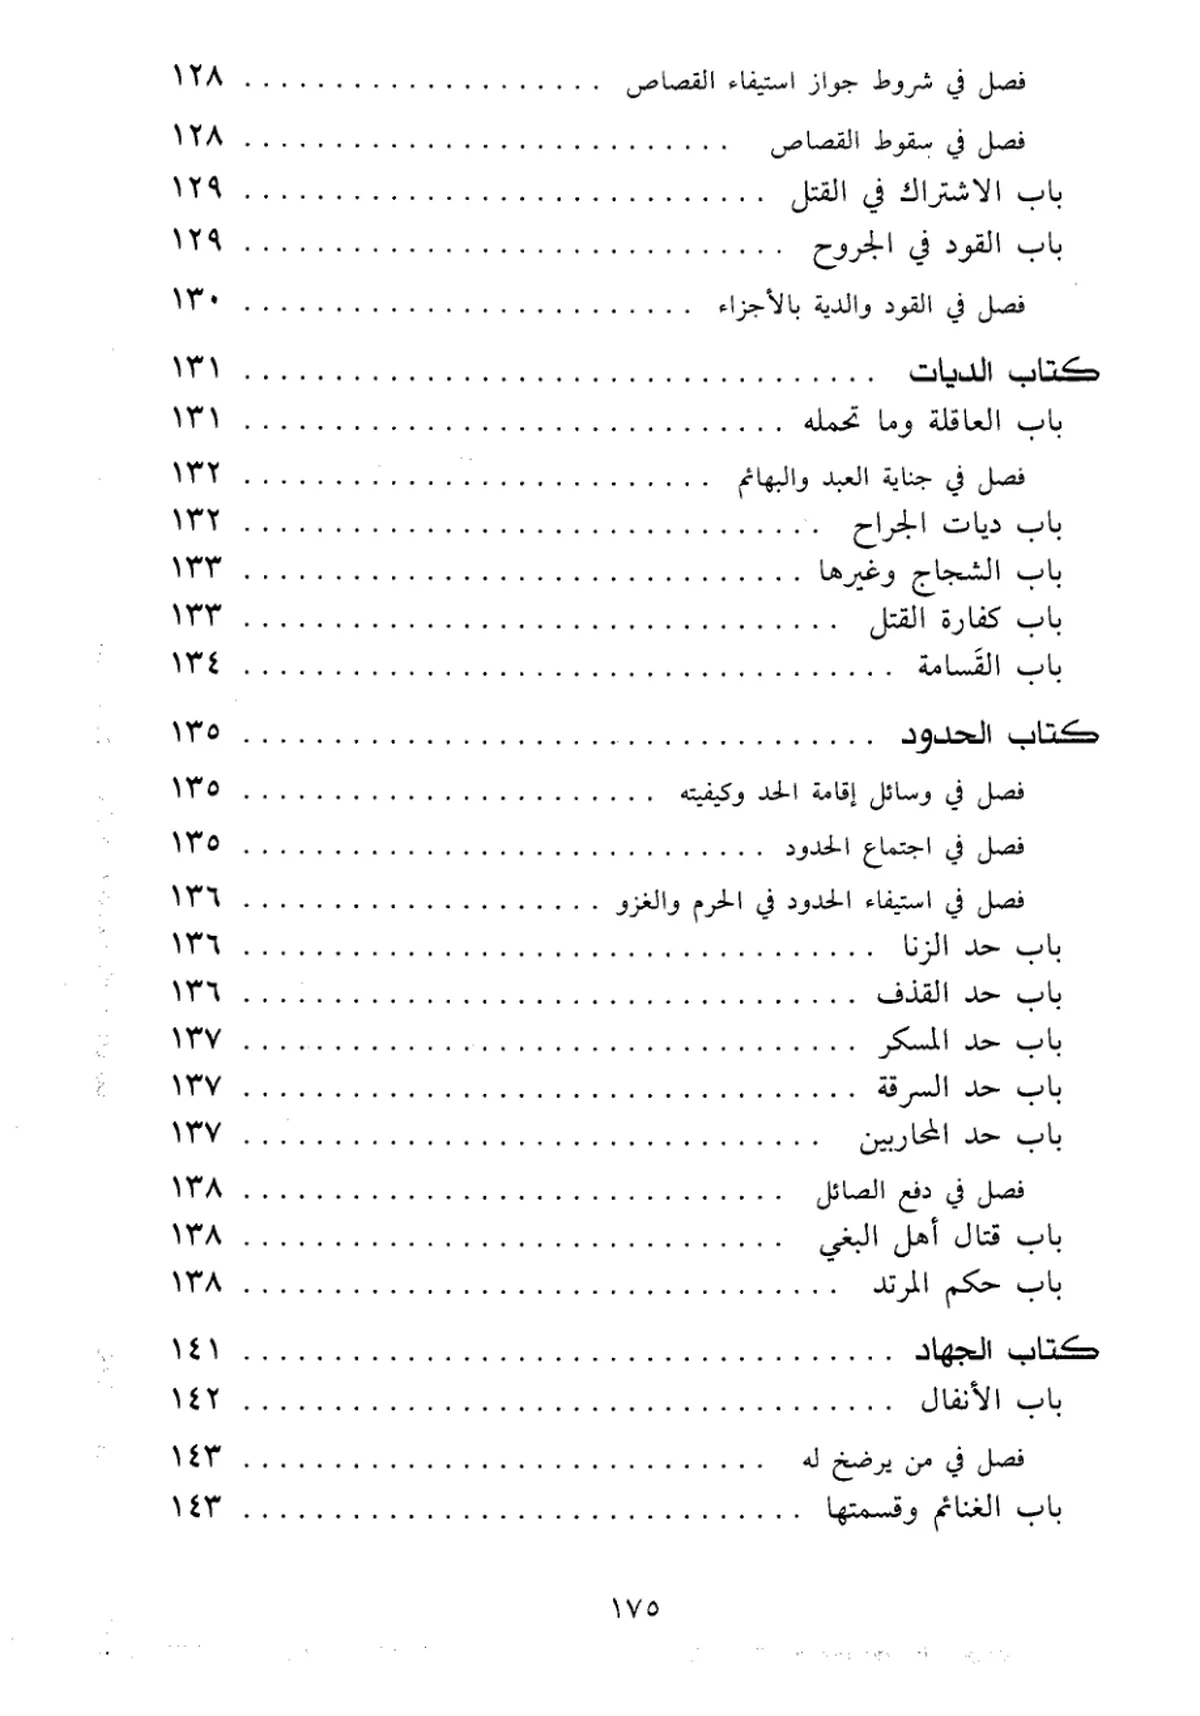 فصل في شروط جواز استيفاء القصاص . . . . . . . . . . . . . . . . . . . . ١٢٨
فصل في سقوط القصاص . . . . . . . . . . . . . . . . . . . . . . . . . . . ١٢٨
باب الاشتراك في القتل . . . . . . . . . . . . . . . . . . . . . . . . . . . . . ١٢٩
باب القود في الجروح . . . . . . . . . . . . . . . . . . . . . . . . . . . . . . ١٢٩
فصل في القود والدية بالأجزاء . . . . . . . . . . . . . . . . . . . . . . . . . ١٣٠
كتاب الديات . . . . . . . . . . . . . . . . . . . . . . . . . . . . . . . . . . . ١٣١
باب العاقلة وما تحمله . . . . . . . . . . . . . . . . . . . . . . . . . . . . . . ١٣١
فصل في جناية العبد والبهائم . . . . . . . . . . . . . . . . . . . . . . . . . . ١٣٢
باب ديات الجراح . . . . . . . . . . . . . . . . . . . . . . . . . . . . . . . . ١٣٢
باب الشجاج وغيرها . . . . . . . . . . . . . . . . . . . . . . . . . . . . . . . ١٣٣
باب كفارة القتل . . . . . . . . . . . . . . . . . . . . . . . . . . . . . . . . . ١٣٣
باب القَسامة . . . . . . . . . . . . . . . . . . . . . . . . . . . . . . . . . . . . ١٣٤
كتاب الحدود . . . . . . . . . . . . . . . . . . . . . . . . . . . . . . . . . . . ١٣٥
فصل في وسائل إقامة الحد وكيفيته . . . . . . . . . . . . . . . . . . . . . . . ١٣٥
فصل في اجتماع الحدود . . . . . . . . . . . . . . . . . . . . . . . . . . . . . ١٣٥
فصل في استيفاء الحدود في الحرم والغزو . . . . . . . . . . . . . . . . . . . . ١٣٦
باب حد الزنا . . . . . . . . . . . . . . . . . . . . . . . . . . . . . . . . . . . ١٣٦
باب حد القذف . . . . . . . . . . . . . . . . . . . . . . . . . . . . . . . . . . ١٣٦
باب حد المسكر . . . . . . . . . . . . . . . . . . . . . . . . . . . . . . . . . . ١٣٧
باب حد السرقة . . . . . . . . . . . . . . . . . . . . . . . . . . . . . . . . . . ١٣٧
باب حد المحاربين . . . . . . . . . . . . . . . . . . . . . . . . . . . . . . . . ١٣٧
فصل في دفع الصائل . . . . . . . . . . . . . . . . . . . . . . . . . . . . . . ١٣٨
باب قتال أهل البغي . . . . . . . . . . . . . . . . . . . . . . . . . . . . . . ١٣٨
باب حكم المرتد . . . . . . . . . . . . . . . . . . . . . . . . . . . . . . . . . ١٣٨
كتاب الجهاد . . . . . . . . . . . . . . . . . . . . . . . . . . . . . . . . . . . . ١٤١
باب الأنفال . . . . . . . . . . . . . . . . . . . . . . . . . . . . . . . . . . . . ١٤٢
فصل في من يرضخ له . . . . . . . . . . . . . . . . . . . . . . . . . . . . . ١٤٣
باب الغنائم وقسمتها . . . . . . . . . . . . . . . . . . . . . . . . . . . . . . . ١٤٣
١٧٥